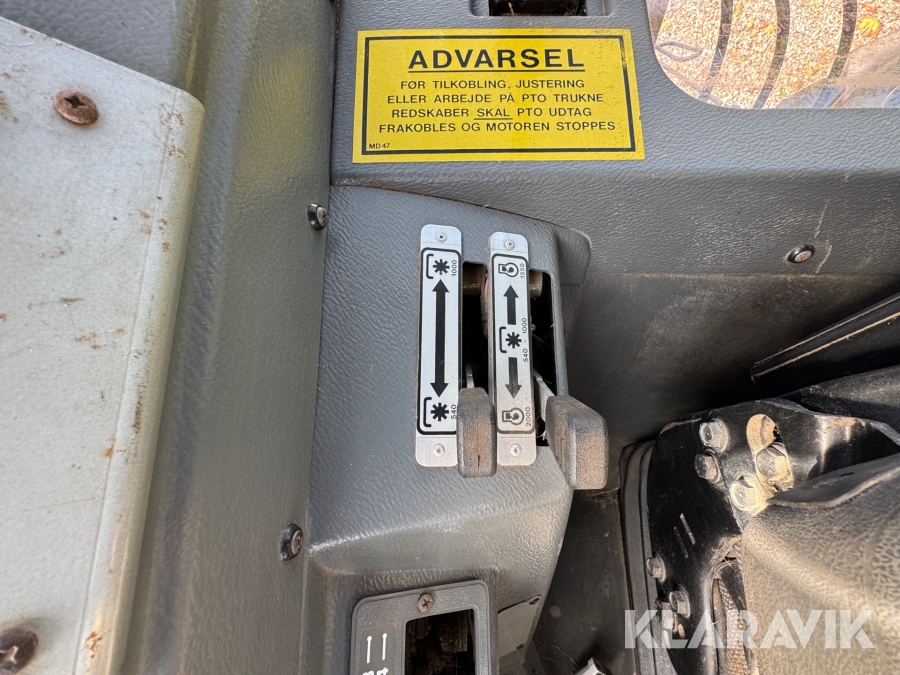 ADVARSEL
FØR TILKOBLING, JUSTERING
ELLER ARBEJDE PÅ PTO TRUKNE
REDSKABER SKAL PTO UDTAG
FRAKOBLES OG MOTOREN STOPPES
MD47
1000
540
1550
540 - 1000
2000
KLARAVIK